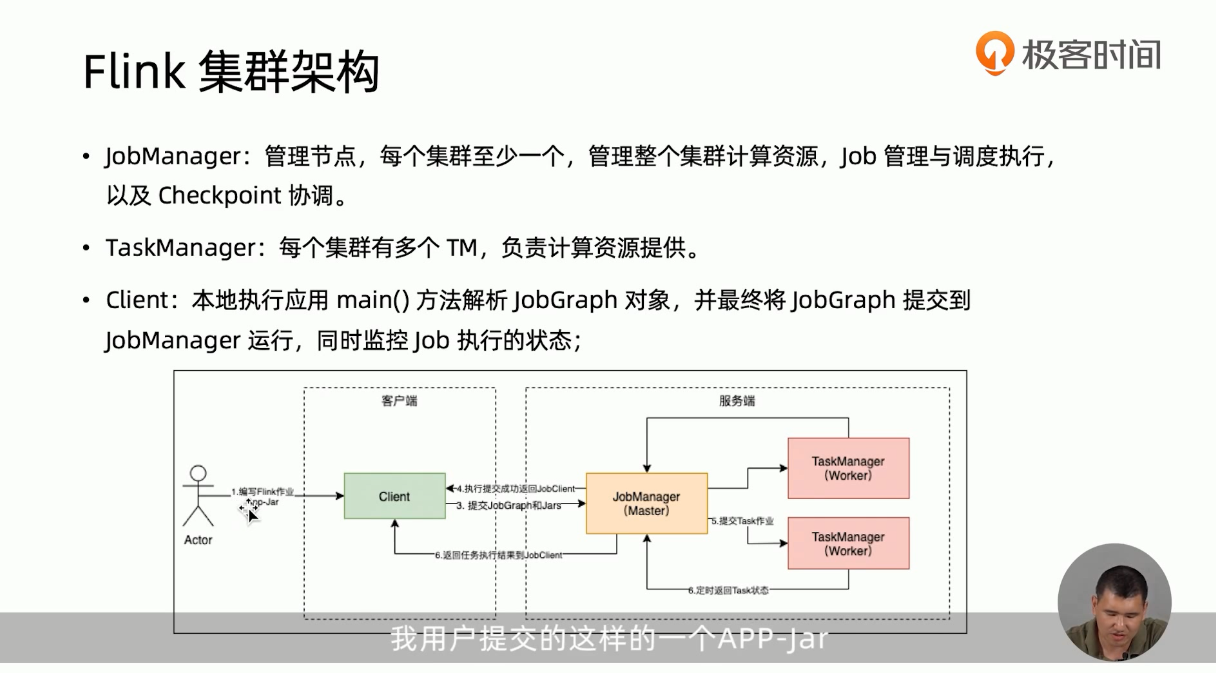 Flink 集群架构
极客时间
• JobManager：管理节点，每个集群至少一个，管理整个集群计算资源，Job 管理与调度执行，
以及 Checkpoint 协调。
• TaskManager：每个集群有多个 TM，负责计算资源提供。
• Client：本地执行应用 main() 方法解析 JobGraph 对象，并最终将 JobGraph 提交到
JobManager 运行，同时监控 Job 执行的状态；
客户端
服务端
1.编写Flink作业
-Jar
Actor
Client
4.执行提交成功返回JobClient
3. 提交JobGraph和Jars
6.返回任务执行结果到JobClient
JobManager
（Master）
5.提交Task作业
6.定时返回Task状态
TaskManager
（Worker）
TaskManager
（Worker）
我用户提交的这样的一个APP-Jar